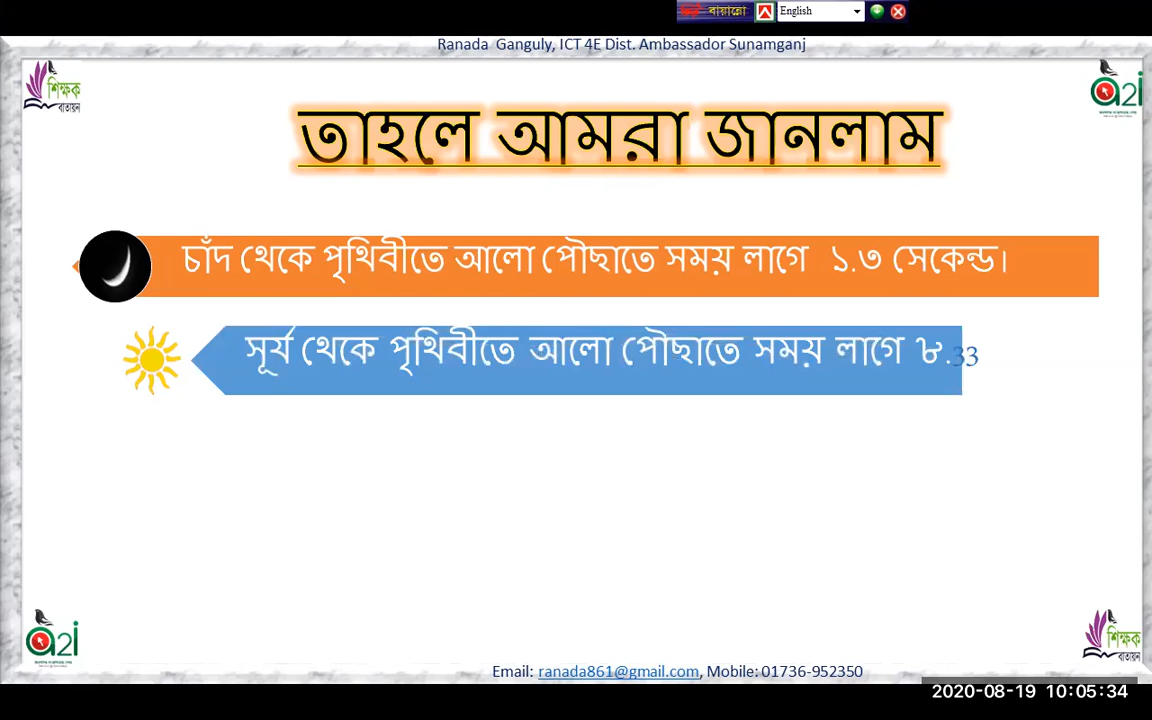 বায়ান্নো
English
Ranada Ganguly, ICT 4E Dist. Ambassador Sunamganj
শিক্ষক
বাতায়ন
a2i
তাহলে আমরা জানলাম
চাঁদ থেকে পৃথিবীতে আলো পৌছাতে সময় লাগে ১.৩ সেকেন্ড।
সূর্য থেকে পৃথিবীতে আলো পৌছাতে সময় লাগে ৮.33
a2i
শিক্ষক
বাতায়ন
Email: ranada861@gmail.com, Mobile: 01736-952350
2020-08-19 10:05:34